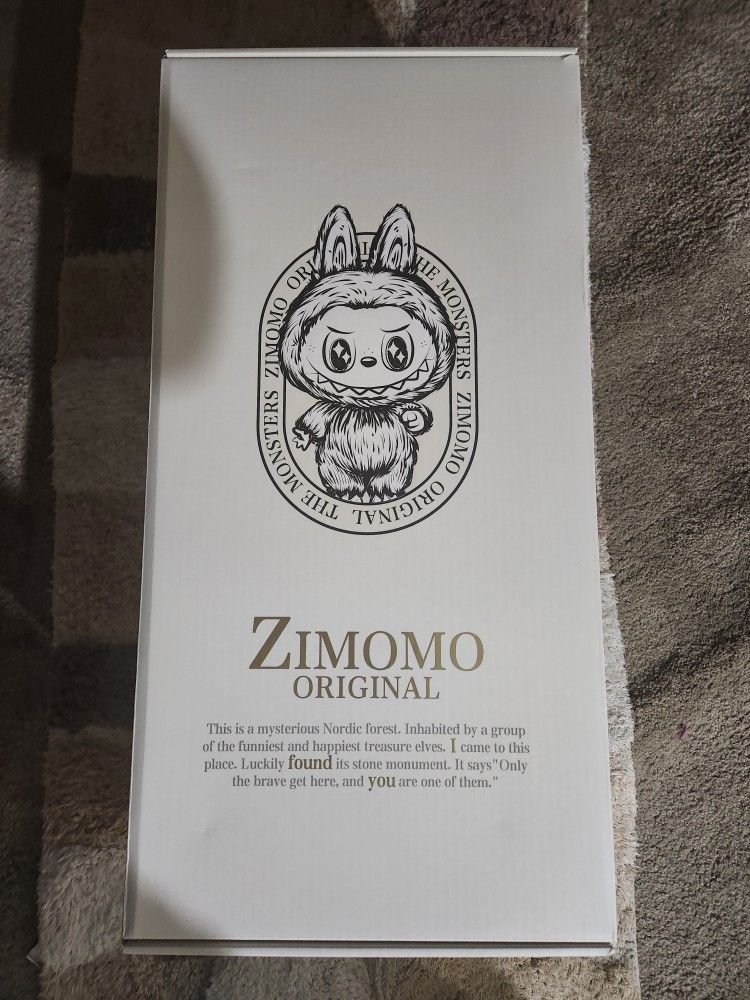 ZIMOMO ORI THE MONSTERS ZIMOMO ORIGINAL THE MONSTERS
ZIMOMO
ORIGINAL
This is a mysterious Nordic forest. Inhabited by a group
of the funniest and happiest treasure elves. I came to this
place. Luckily found its stone monument. It says"Only
the brave get here, and you are one of them."